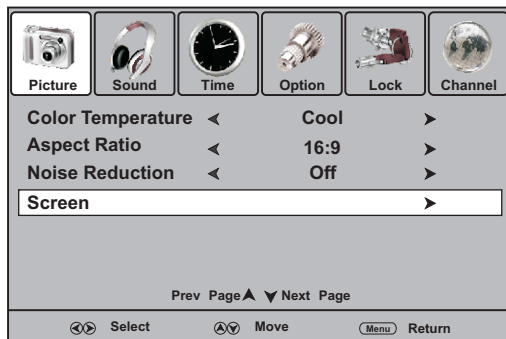 Picture Sound Time Option Lock Channel
Color Temperature Cool
Aspect Ratio 16:9
Noise Reduction Off
Screen
Prev Page Next Page
Select Move Menu Return